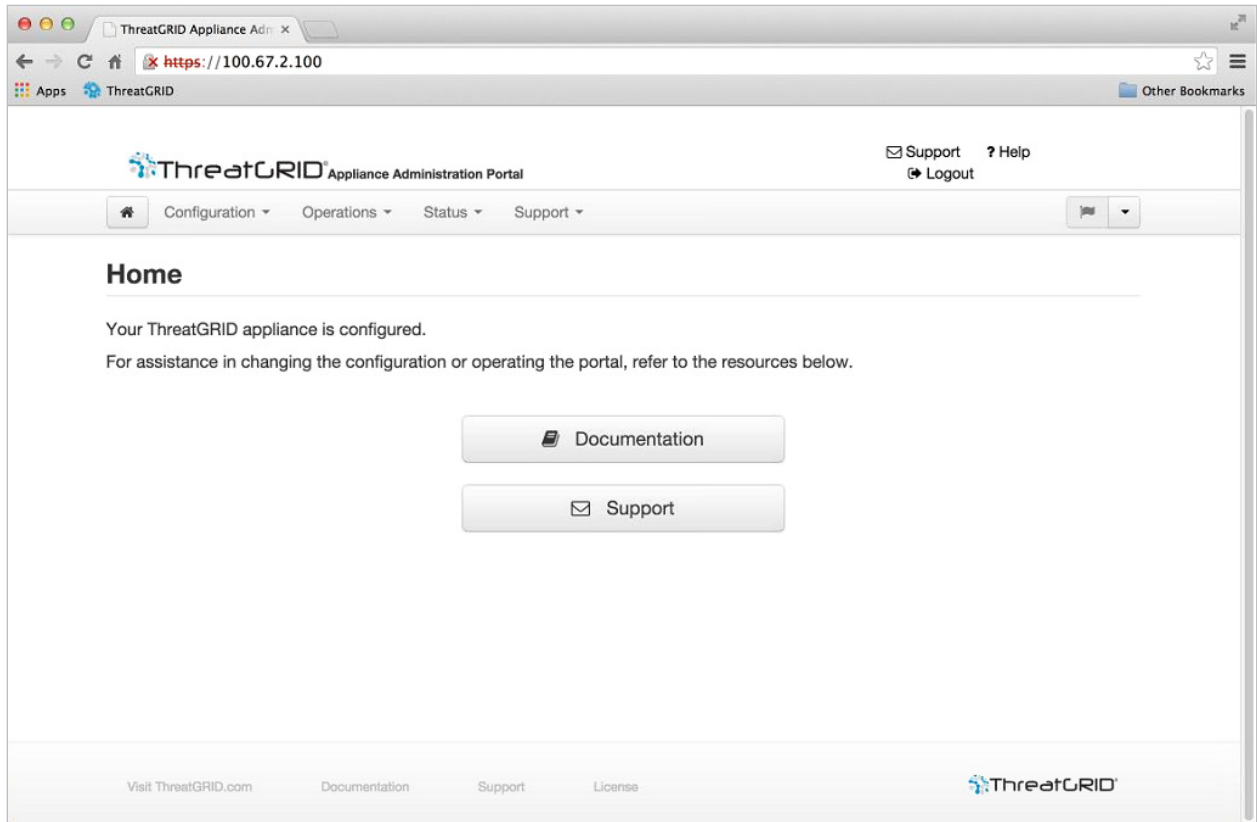 ThreatGRID Appliance Adm
https://100.67.2.100
Apps ThreatGRID Other Bookmarks
ThreatGRID® Appliance Administration Portal
Support ? Help
Logout
Configuration Operations Status Support
Home
Your ThreatGRID appliance is configured.
For assistance in changing the configuration or operating the portal, refer to the resources below.
Documentation
Support
Visit ThreatGRID.com Documentation Support License ThreatGRID®